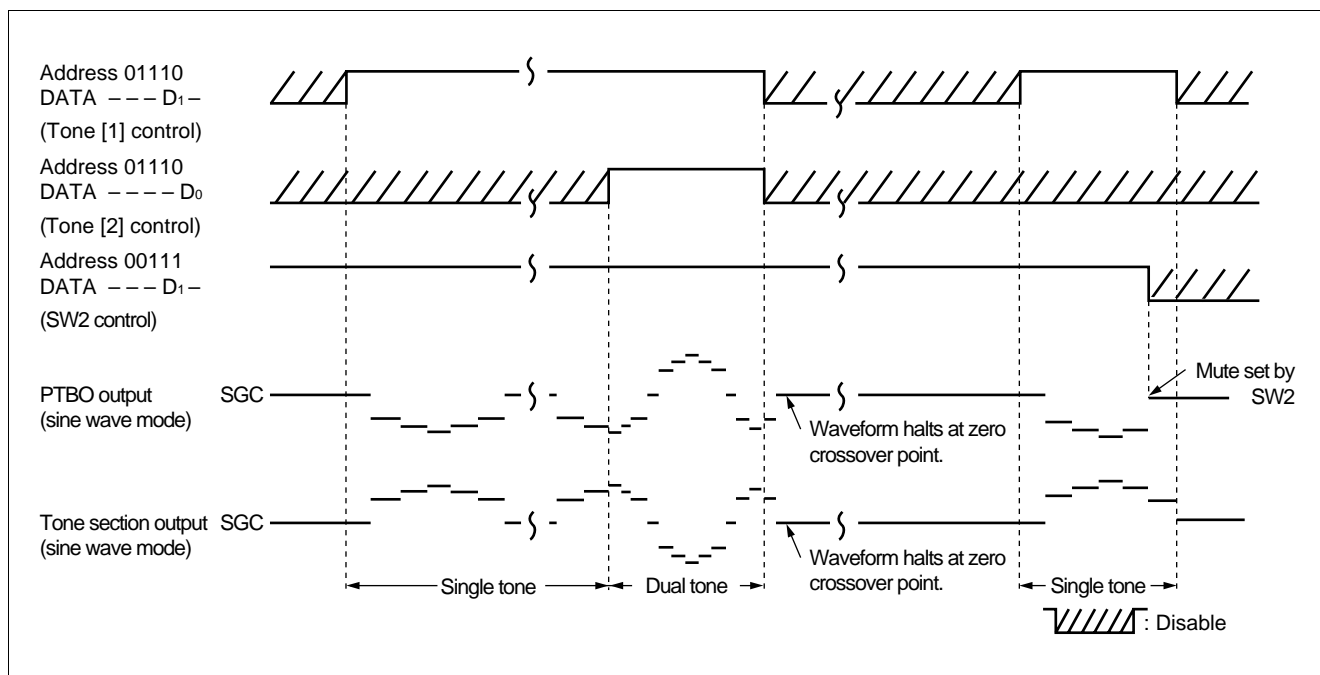 Address 01110
DATA – – – D1 –
(Tone [1] control)
Address 01110
DATA – – – – D0
(Tone [2] control)
Address 00111
DATA – – – D1 –
(SW2 control)
PTBO output
(sine wave mode)
SGC
Mute set by
SW2
Waveform halts at zero
crossover point.
Tone section output
(sine wave mode)
SGC
Waveform halts at zero
crossover point.
Single tone
Dual tone
Single tone
: Disable